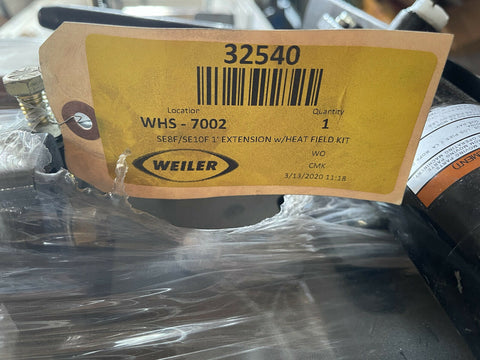 32540
Location Quantity
WHS - 7002 1
SE8F/SE10F 1' EXTENSION w/HEAT FIELD KIT
WO
WEILER
CMK-
3/13/2020 11:18